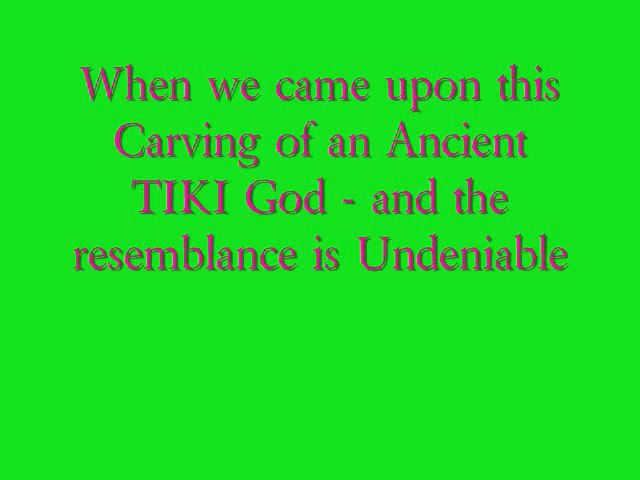 When we came upon this
Carving of an Ancient
TIKI God - and the
resemblance is Undeniable